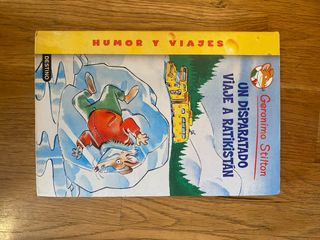 HUMOR Y VIAJES
DESTINO
Geronimo Stilton
UN DISPARATADO
VIAJE A RATIKISTÁN